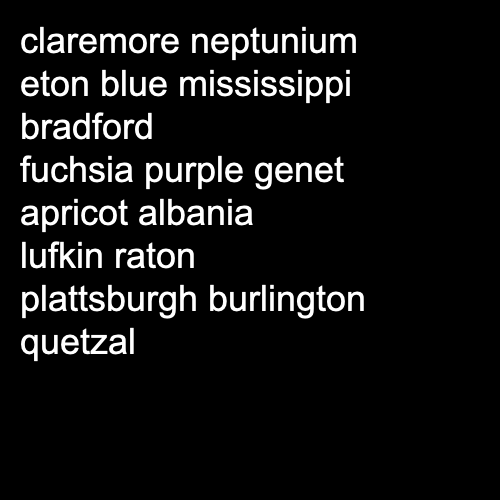 claremore neptunium
eton blue mississippi
bradford
fuchsia purple genet
apricot albania
lufkin raton
plattsburgh burlington
quetzal